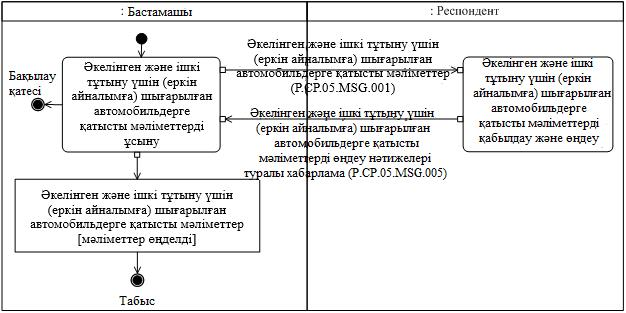 : Бастамашы
: Респондент
Әкелінген және ішкі
тұтыну үшін (еркін
айналымға) шығарылған
автомобильдерге
қатысты мәліметтерді
ұсыну
Бақылау
қатесі
Әкелінген және ішкі тұтыну үшін
(еркін айналымға) шығарылған
автомобильдерге қатысты мәліметтер
(P.CP.05.MSG.001)
Әкелінген және ішкі тұтыну үшін
(еркін айналымға) шығарылған
автомобильдерге қатысты
мәліметтерді өңдеу нәтижелері
туралы хабарлама (P.CP.05.MSG.005)
Әкелінген және ішкі
тұтыну үшін (еркін
айналымға) шығарылған
автомобильдерге
қатысты мәліметтерді
қабылдау және өңдеу
Әкелінген және ішкі тұтыну үшін
(еркін айналымға) шығарылған
автомобильдерге қатысты мәліметтер
[мәліметтер өңделді]
Табыс